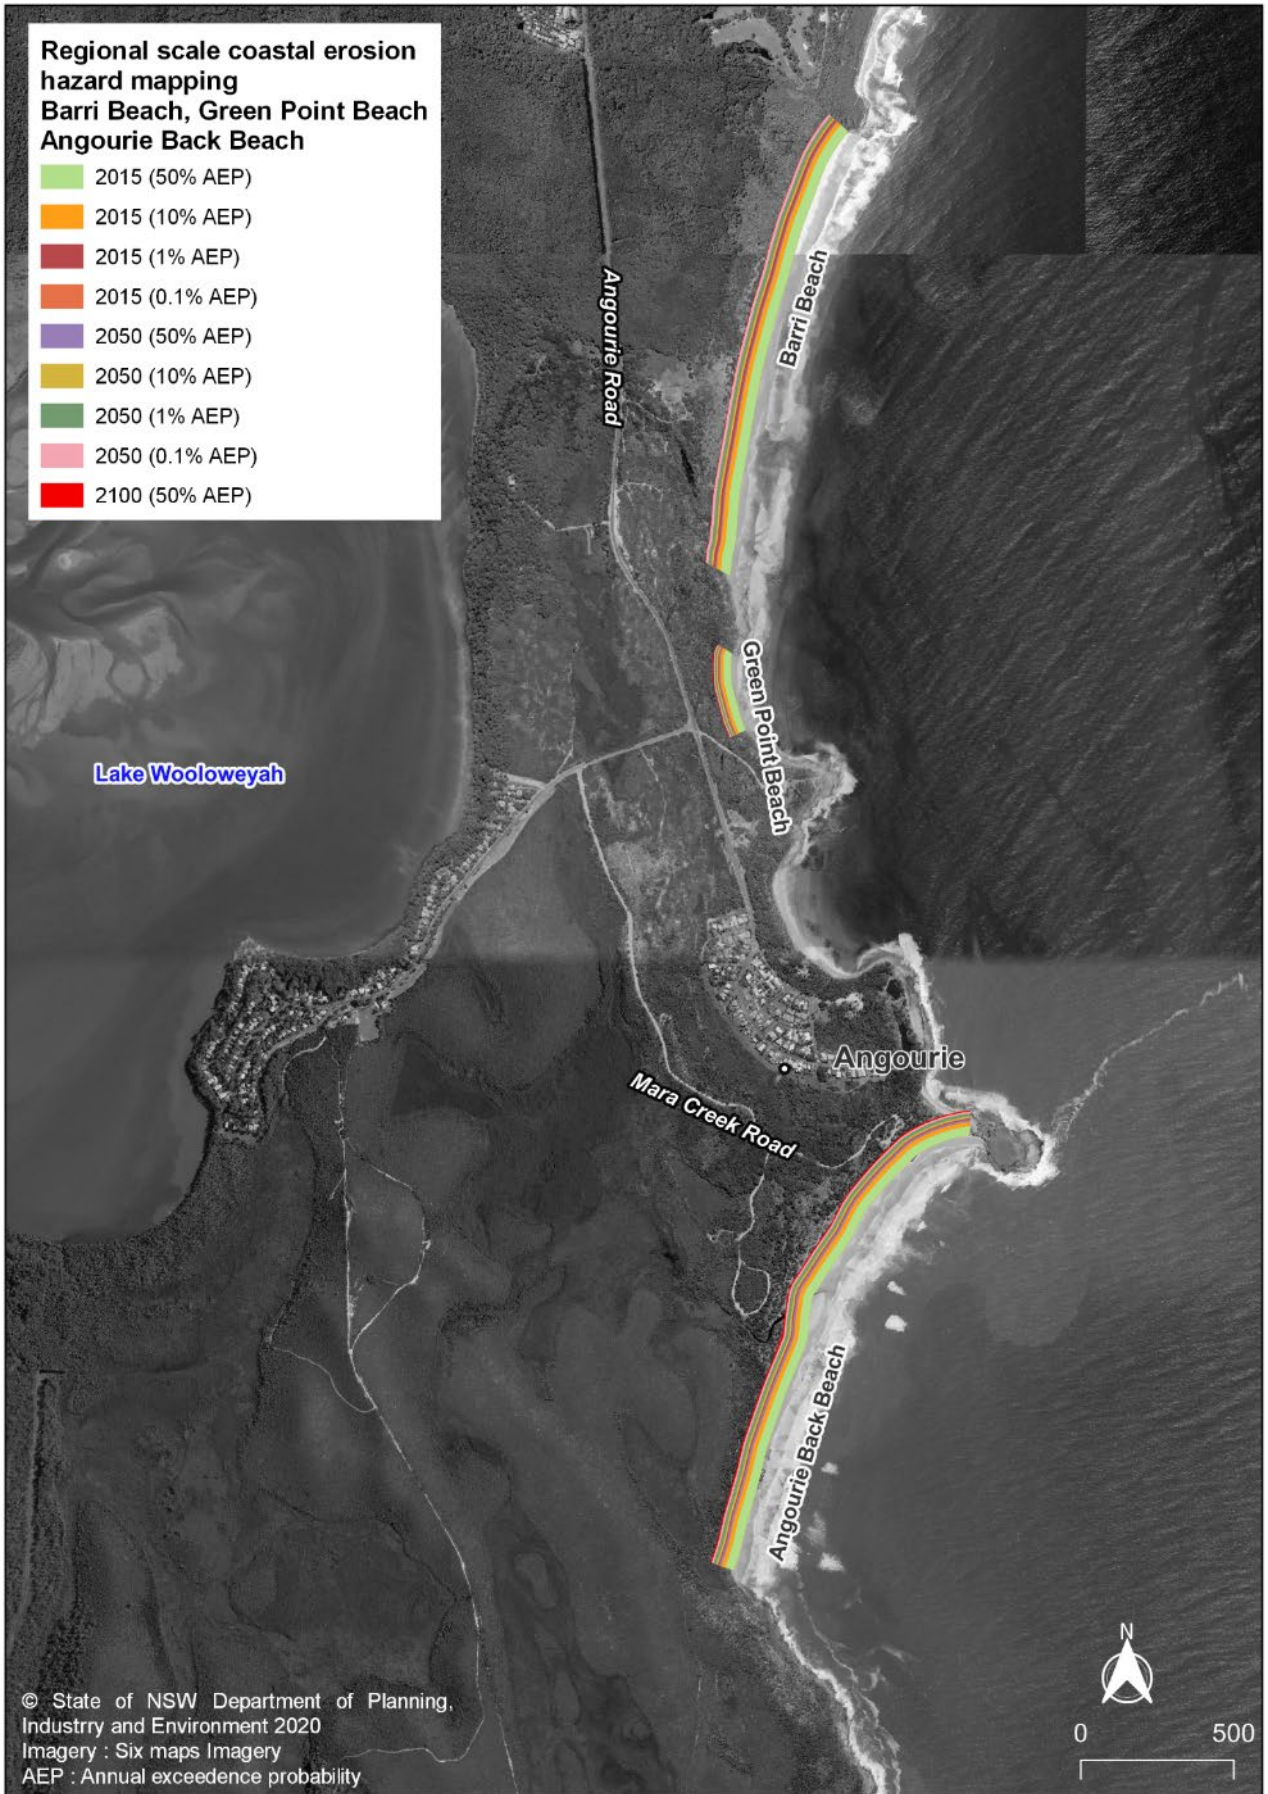 Regional scale coastal erosion
hazard mapping
Barri Beach, Green Point Beach
Angourie Back Beach
2015 (50% AEP)
2015 (10% AEP)
2015 (1% AEP)
2015 (0.1% AEP)
2050 (50% AEP)
2050 (10% AEP)
2050 (1% AEP)
2050 (0.1% AEP)
2100 (50% AEP)
Angourie Road
Barri Beach
Green Point Beach
Lake Wooloweyah
Angourie
Mara Creek Road
Angourie Back Beach
N
0 500
© State of NSW Department of Planning,
Industrry and Environment 2020
Imagery : Six maps Imagery
AEP : Annual exceedence probability